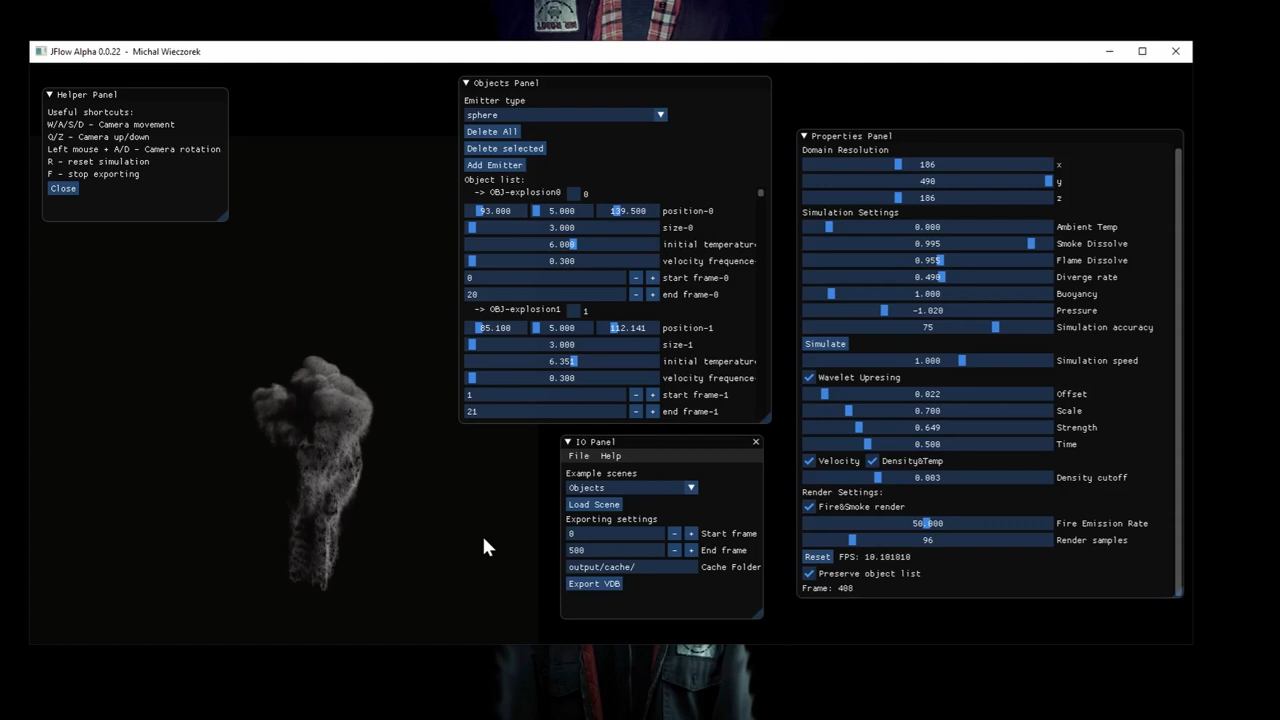 JFlow Alpha 0.0.22 - Michal Wieczorek
Helper Panel
Useful shortcuts:
W/A/S/D - Camera movement
Q/Z - Camera up/down
Left mouse + A/D - Camera rotation
R - reset simulation
F - stop exporting
Close
Objects Panel
Emitter type
sphere
Delete All
Delete selected
Add Emitter
Object list:
-> OBJ-explosion0 0
93.000 5.000 139.500 position-0
3.000 size-0
6.000 initial temperature
0.300 velocity frequence-
0 - + start frame-0
20 - + end frame-0
-> OBJ-explosion1 1
85.100 5.000 112.141 position-1
3.000 size-1
6.351 initial temperature
0.300 velocity frequence-
1 - + start frame-1
21 - + end frame-1
IO Panel
File Help
Example scenes
Objects
Load Scene
Exporting settings
0 - + Start frame
500 - + End frame
output/cache/ Cache Folder
Export VDB
Properties Panel
Domain Resolution
186 x
490 y
186 z
Simulation Settings
0.000 Ambient Temp
0.995 Smoke Dissolve
0.955 Flame Dissolve
0.490 Diverge rate
1.000 Buoyancy
-1.020 Pressure
75 Simulation accuracy
Simulate
1.000 Simulation speed
Wavelet Upresing
0.022 Offset
0.700 Scale
0.649 Strength
0.500 Time
Velocity Density&Temp
0.003 Density cutoff
Render Settings:
Fire&Smoke render
50.000 Fire Emission Rate
96 Render samples
Reset FPS: 10.101010
Preserve object list
Frame: 408